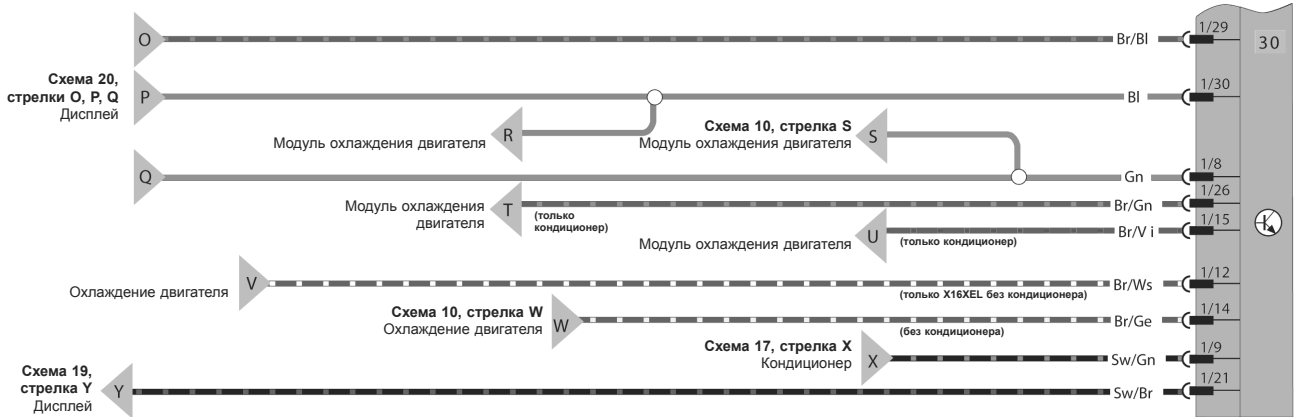 O
Br/Bl
1/29
30
Схема 20,
стрелки O, P, Q
Дисплей
P
Bl
1/30
Модуль охлаждения двигателя
R
Схема 10, стрелка S
Модуль охлаждения двигателя
S
Q
Gn
1/8
Модуль охлаждения
двигателя
T
(только
кондиционер)
Br/Gn
1/26
Модуль охлаждения двигателя
U
(только кондиционер)
Br/V i
1/15
Охлаждение двигателя
V
(только X16XEL без кондиционера)
Br/Ws
1/12
Схема 10, стрелка W
Охлаждение двигателя
W
(без кондиционера)
Br/Ge
1/14
Схема 17, стрелка X
Кондиционер
X
Sw/Gn
1/9
Схема 19,
стрелка Y
Дисплей
Y
Sw/Br
1/21